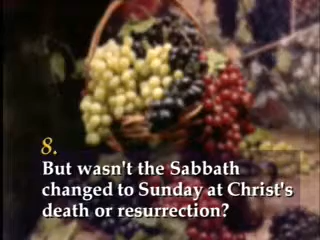 8.
But wasn't the Sabbath
changed to Sunday at Christ's
death or resurrection?